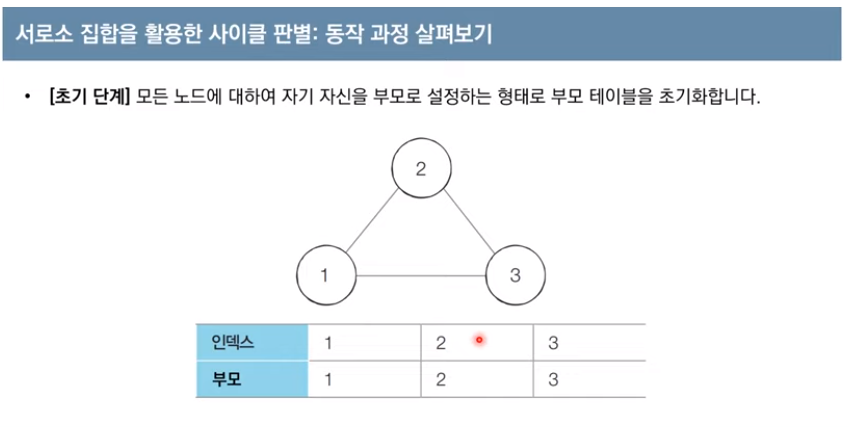 서로소 집합을 활용한 사이클 판별: 동작 과정 살펴보기
• [초기 단계] 모든 노드에 대하여 자기 자신을 부모로 설정하는 형태로 부모 테이블을 초기화합니다.
2
1 3
인덱스 1 2 3
부모 1 2 3